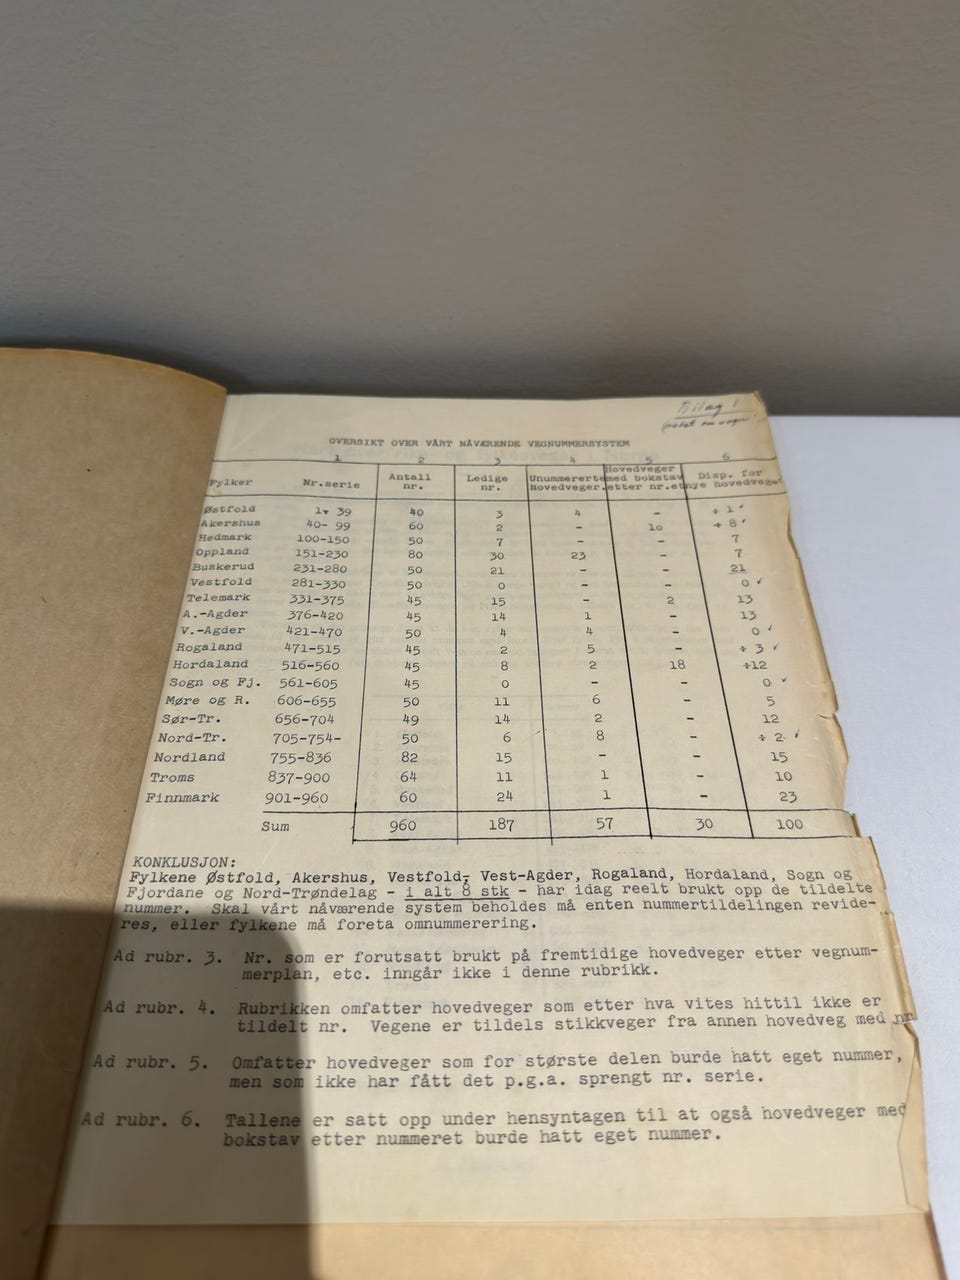 Bilag 1
OVERSIKT OVER VÅRT NÅVÆRENDE VEGNUMMERSYSTEM
1 2 3 4 5 6
Fylker Nr.serie Antall nr. Ledige nr. Unummererte hovedveger. Hovedveger med bokstav etter nr.et Disp. for nye hovedveger
Østfold 1- 39 40 3 4 - ÷ 1
Akershus 40- 99 60 2 - 10 ÷ 8
Hedmark 100-150 50 7 - - 7
Oppland 151-230 80 30 23 - 7
Buskerud 231-280 50 21 - - 21
Vestfold 281-330 50 0 - - 0
Telemark 331-375 45 15 - 2 13
A.-Agder 376-420 45 14 1 - 13
V.-Agder 421-470 50 4 4 - 0
Rogaland 471-515 45 2 5 - ÷ 3
Hordaland 516-560 45 8 2 18 ÷12
Sogn og Fj. 561-605 45 0 - - 0
Møre og R. 606-655 50 11 6 - 5
Sør-Tr. 656-704 49 14 2 - 12
Nord-Tr. 705-754- 50 6 8 - ÷ 2
Nordland 755-836 82 15 - - 15
Troms 837-900 64 11 1 - 10
Finnmark 901-960 60 24 1 - 23
Sum 960 187 57 30 100
KONKLUSJON:
Fylkene Østfold, Akershus, Vestfold, Vest-Agder, Rogaland, Hordaland, Sogn og
Fjordane og Nord-Trøndelag - i alt 8 stk - har idag reelt brukt opp de tildelte
nummer. Skal vårt nåværende system beholdes må enten nummertildelingen revide-
res, eller fylkene må foreta omnummerering.
Ad rubr. 3. Nr. som er forutsatt brukt på fremtidige hovedveger etter vegnum-
merplan, etc. inngår ikke i denne rubrikk.
Ad rubr. 4. Rubrikken omfatter hovedveger som etter hva vites hittil ikke er
tildelt nr. Vegene er tildels stikkveger fra annen hovedveg med nr
Ad rubr. 5. Omfatter hovedveger som for største delen burde hatt eget nummer,
men som ikke har fått det p.g.a. sprengt nr. serie.
Ad rubr. 6. Tallene er satt opp under hensyntagen til at også hovedveger med
bokstav etter nummeret burde hatt eget nummer.